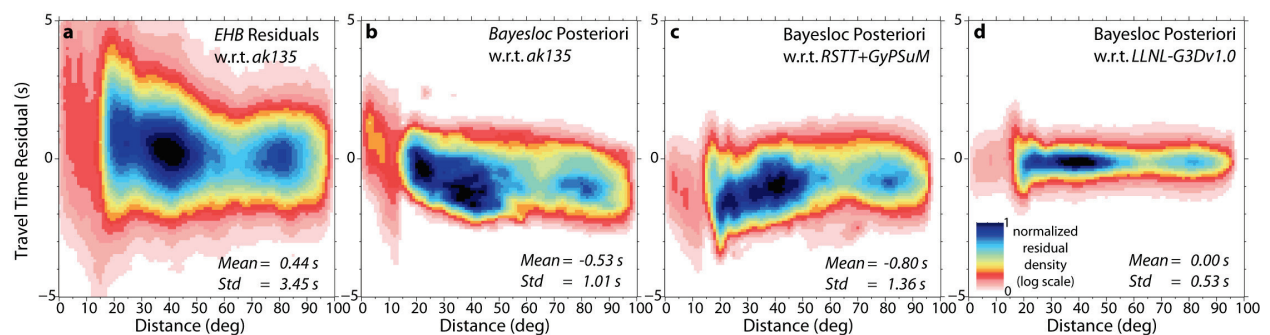 a EHB Residuals
w.r.t. ak135
Mean = 0.44 s
Std = 3.45 s
b Bayesloc Posteriori
w.r.t. ak135
Mean = -0.53 s
Std = 1.01 s
c Bayesloc Posteriori
w.r.t. RSTT+GyPSuM
Mean = -0.80 s
Std = 1.36 s
d Bayesloc Posteriori
w.r.t. LLNL-G3Dv1.0
1
normalized
residual
density
(log scale)
0
Mean = 0.00 s
Std = 0.53 s
Travel Time Residual (s)
5
0
−5
5
0
−5
5
0
−5
5
0
−5
0 10 20 30 40 50 60 70 80 90 100
0 10 20 30 40 50 60 70 80 90 100
0 10 20 30 40 50 60 70 80 90 100
0 10 20 30 40 50 60 70 80 90 100
Distance (deg)
Distance (deg)
Distance (deg)
Distance (deg)